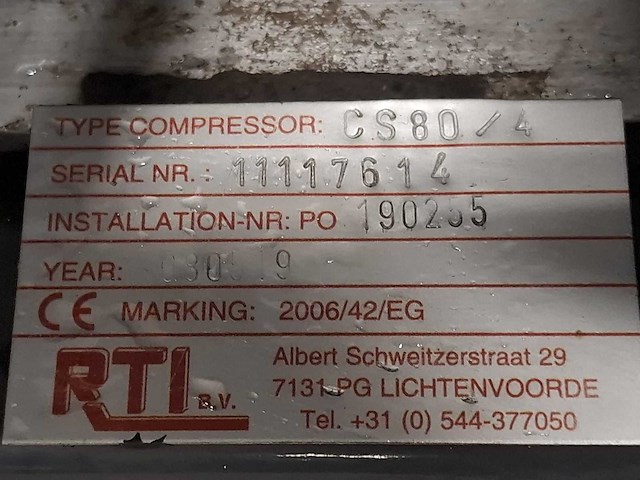 TYPE COMPRESSOR: CS80/4
SERIAL NR.: 11117614
INSTALLATION-NR: PO
YEAR:
CE MARKING: 2006/42/EG
RTI B.V.
Albert Schweitzerstraat 29
7131 PG LICHTENVOORDE
Tel. +31 (0) 544-377050